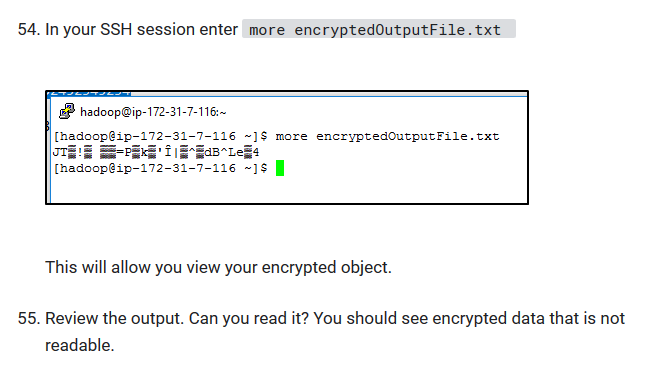 54. In your SSH session enter more encryptedOutputFile.txt
hadoop@ip-172-31-7-116:~
[hadoop@ip-172-31-7-116 ~]$ more encryptedOutputFile.txt
[hadoop@ip-172-31-7-116 ~]$
This will allow you view your encrypted object.
55. Review the output. Can you read it? You should see encrypted data that is not
readable.